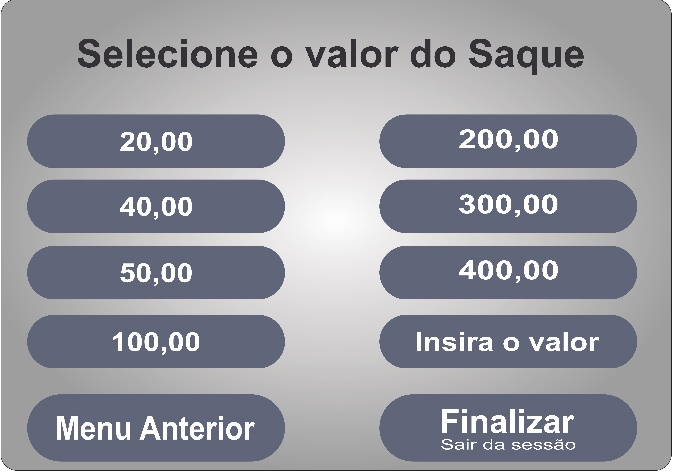 Selecione o valor do Saque
20,00
200,00
40,00
300,00
50,00
400,00
100,00
Insira o valor
Menu Anterior
Finalizar
Sair da sessão